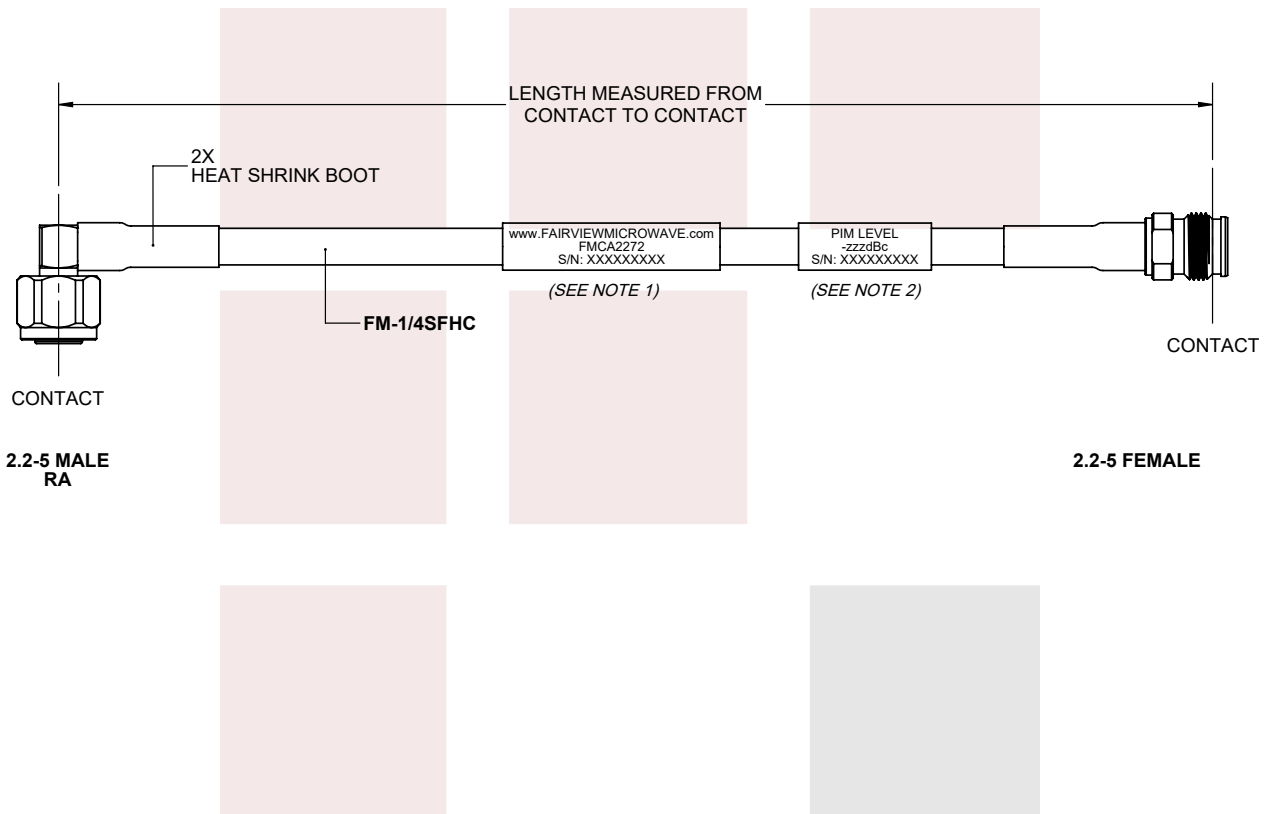 LENGTH MEASURED FROM
CONTACT TO CONTACT
2X
HEAT SHRINK BOOT
www.FAIRVIEWMICROWAVE.com
FMCA2272
S/N: XXXXXXXXX
PIM LEVEL
-zzzdBc
S/N: XXXXXXXXX
(SEE NOTE 1)
(SEE NOTE 2)
FM-1/4SFHC
CONTACT
CONTACT
2.2-5 MALE
RA
2.2-5 FEMALE